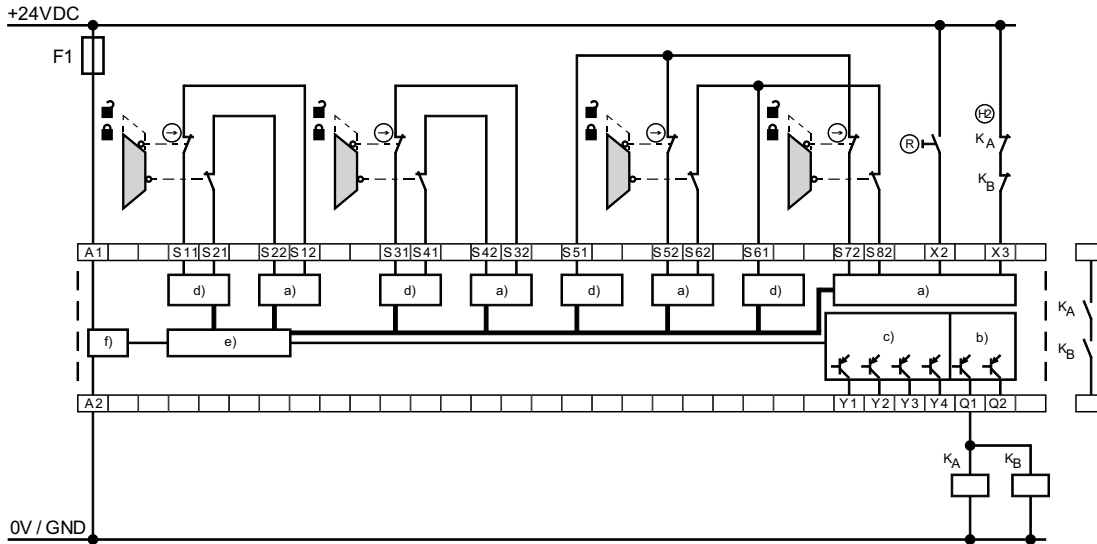 +24VDC
F1
R
H2
KA
KB
A1 S11 S21 S22 S12 S31 S41 S42 S32 S51 S52 S62 S61 S72 S82 X2 X3
d) a) d) a) d) a) d) a)
KA
f) e) c) b)
KB
A2 Y1 Y2 Y3 Y4 Q1 Q2
KA KB
0V / GND